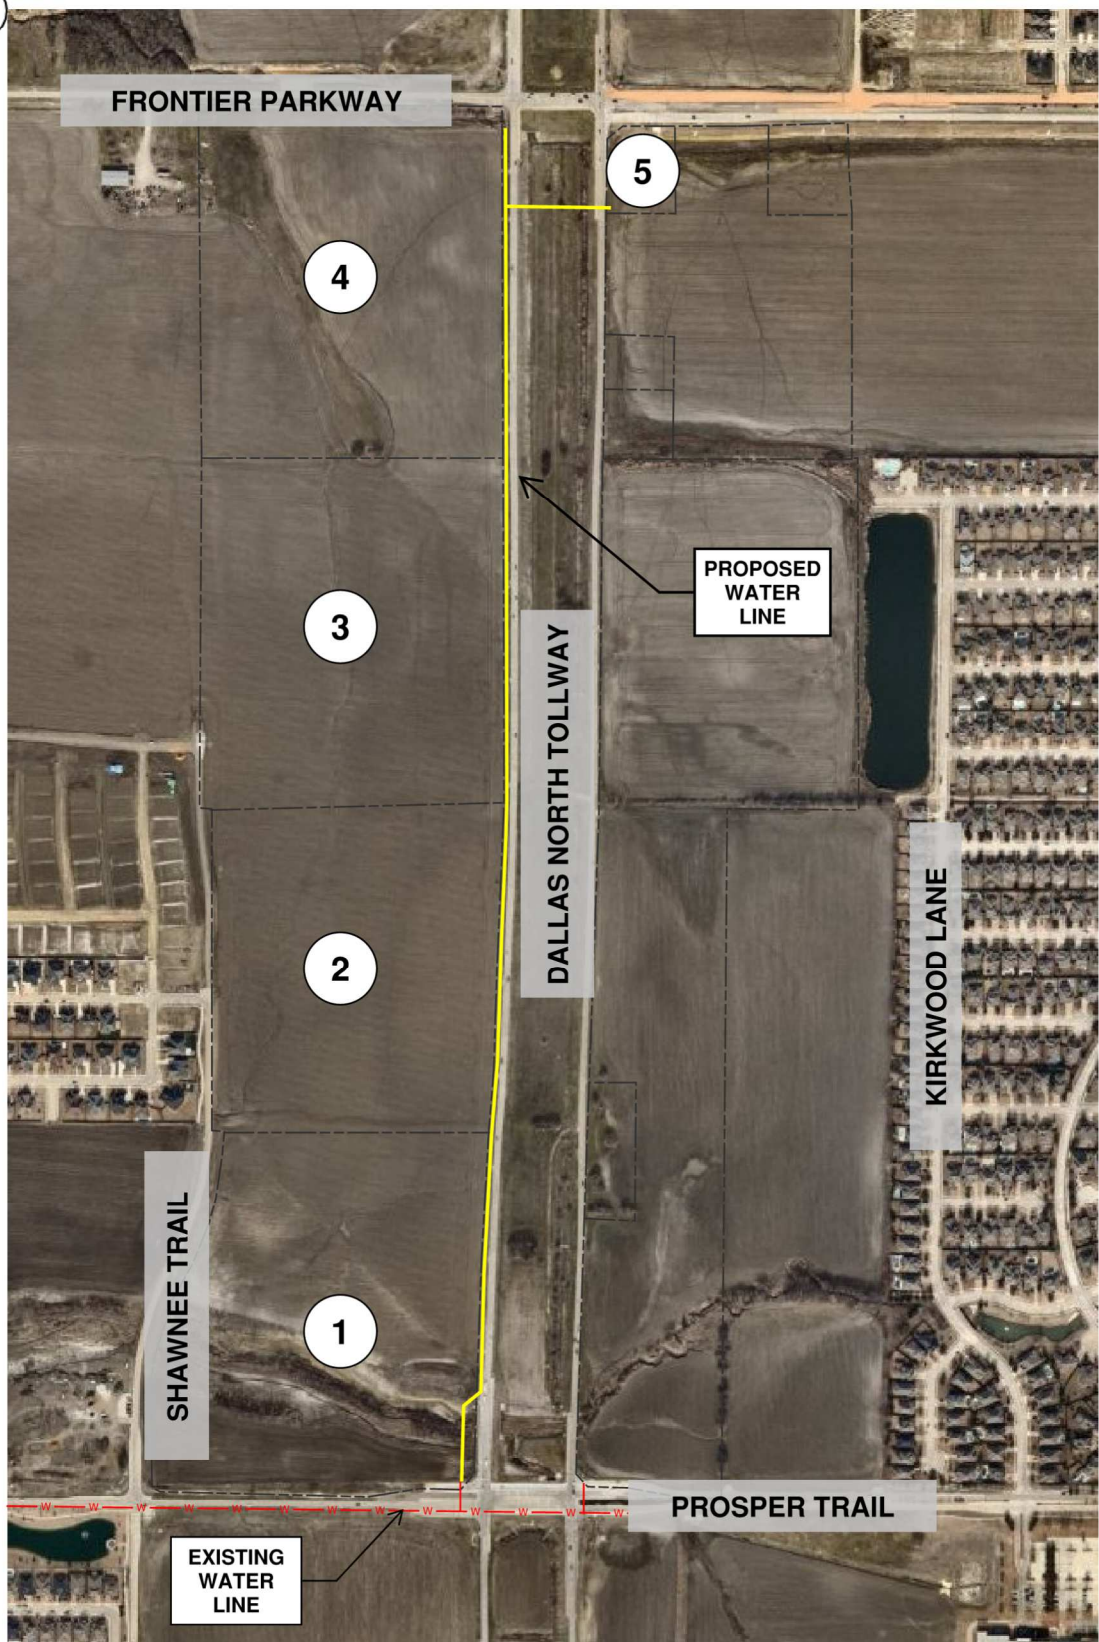 FRONTIER PARKWAY
5
4
PROPOSED
WATER
LINE
3
DALLAS NORTH TOLLWAY
2
KIRKWOOD LANE
SHAWNEE TRAIL
1
W W W W W W W W W W W W W
PROSPER TRAIL
EXISTING
WATER
LINE